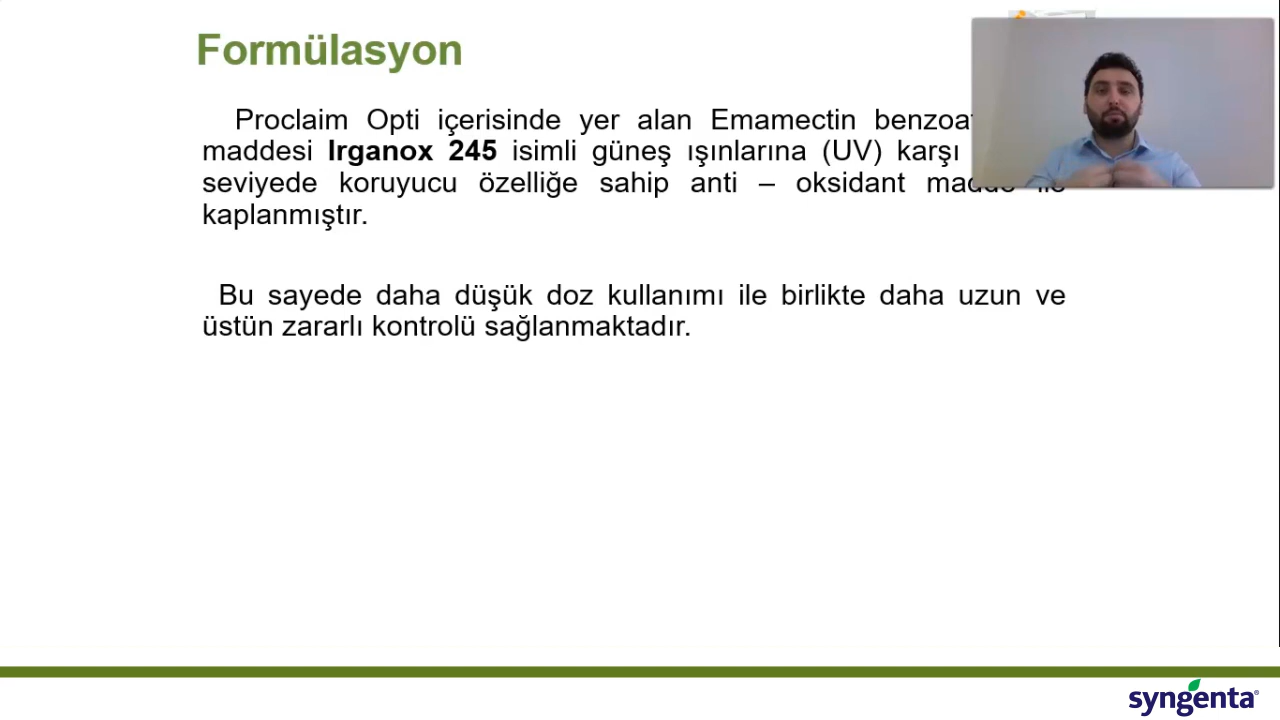 Formülasyon
Proclaim Opti içerisinde yer alan Emamectin
maddesi Irganox 245 isimli güneş ışınlarına (UV) karşı
seviyede koruyucu özelliğe sahip anti – oksidant madde ile
kaplanmıştır.
Bu sayede daha düşük doz kullanımı ile birlikte daha uzun ve
üstün zararlı kontrolü sağlanmaktadır.
syngenta